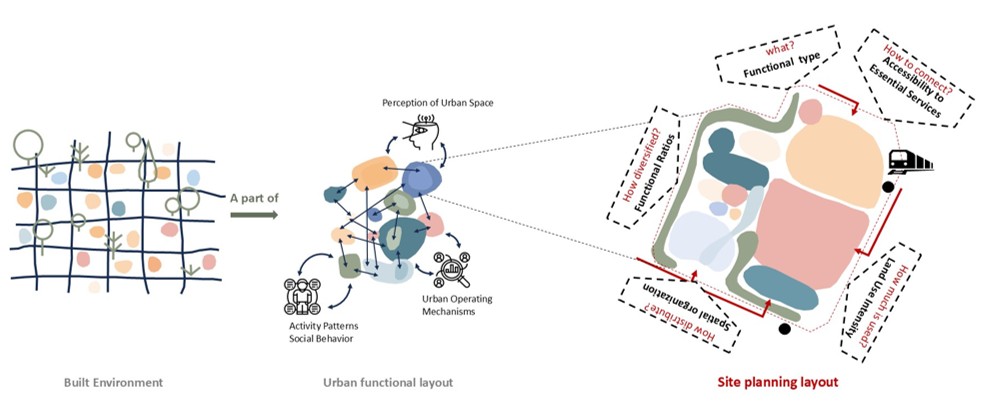 what?
Functional type
How to connect?
Accessibility to
Essential Services
Perception of Urban Space
How diversified?
Functional Ratios
A part of
Urban Operating
Mechanisms
Activity Patterns
Social Behavior
How distribute?
Spatial organization
How much is used?
Land Use Intensity
Built Environment
Urban functional layout
Site planning layout